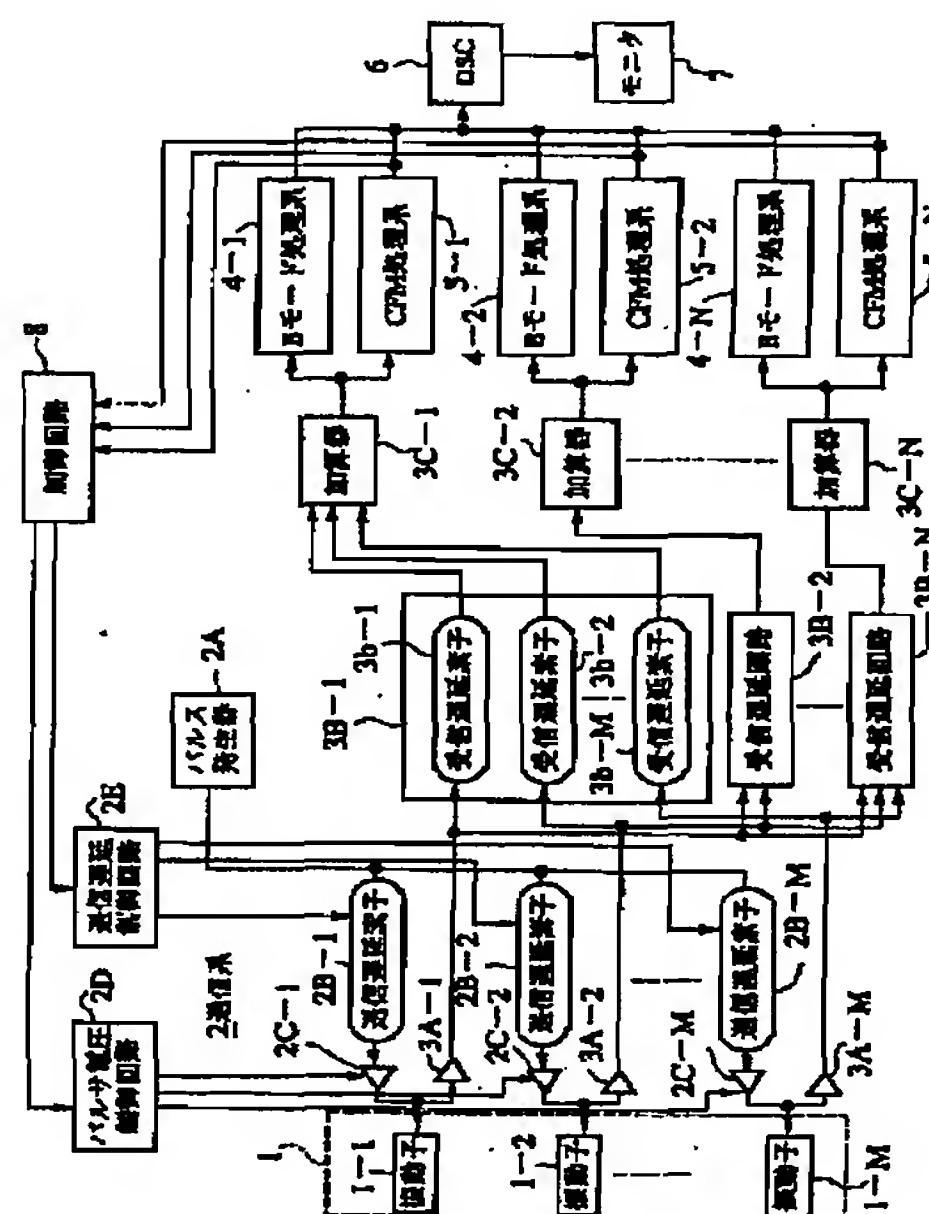 6
DSC
モニタ
7
4-1
Bモード処理系
CFM処理系
5-1
4-2
Bモード処理系
CFM処理系
5-2
4-N
Bモード処理系
CFM処理系
8
制御回路
加算器
3C-1
3C-2
加算器
加算器
3C-N
2A
パルス
発生器
3B-1
受信遅延素子
3b-1
受信遅延素子
3b-2
3b-M
受信遅延素子
受信遅延回路
3B-2
受信遅延回路
3B-N
2E
送信遅延
制御回路
2D
パルサ電圧
制御回路
2送信系
送信遅延素子
2B-1
2C-1
3A-1
送信遅延素子
2B-2
2C-2
3A-2
送信遅延素子
2B-M
2C-M
3A-M
1
1-1
振動子
1-2
振動子
振動子
1-M